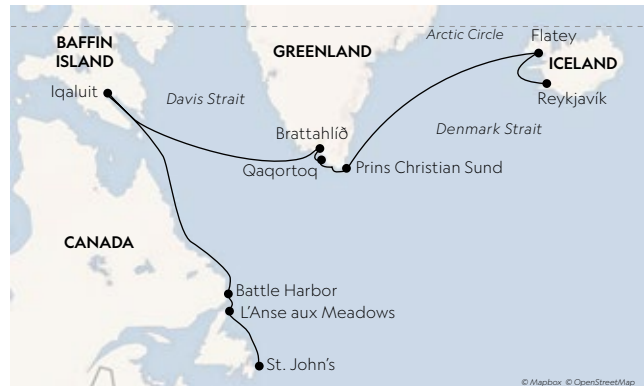 BAFFIN
ISLAND
Iqaluit
Davis Strait
GREENLAND
Arctic Circle
Flatey
ICELAND
Reykjavík
Denmark Strait
Brattahlíð
Qaqortoq
Prins Christian Sund
CANADA
Battle Harbor
L'Anse aux Meadows
St. John's
© Mapbox © OpenStreetMap